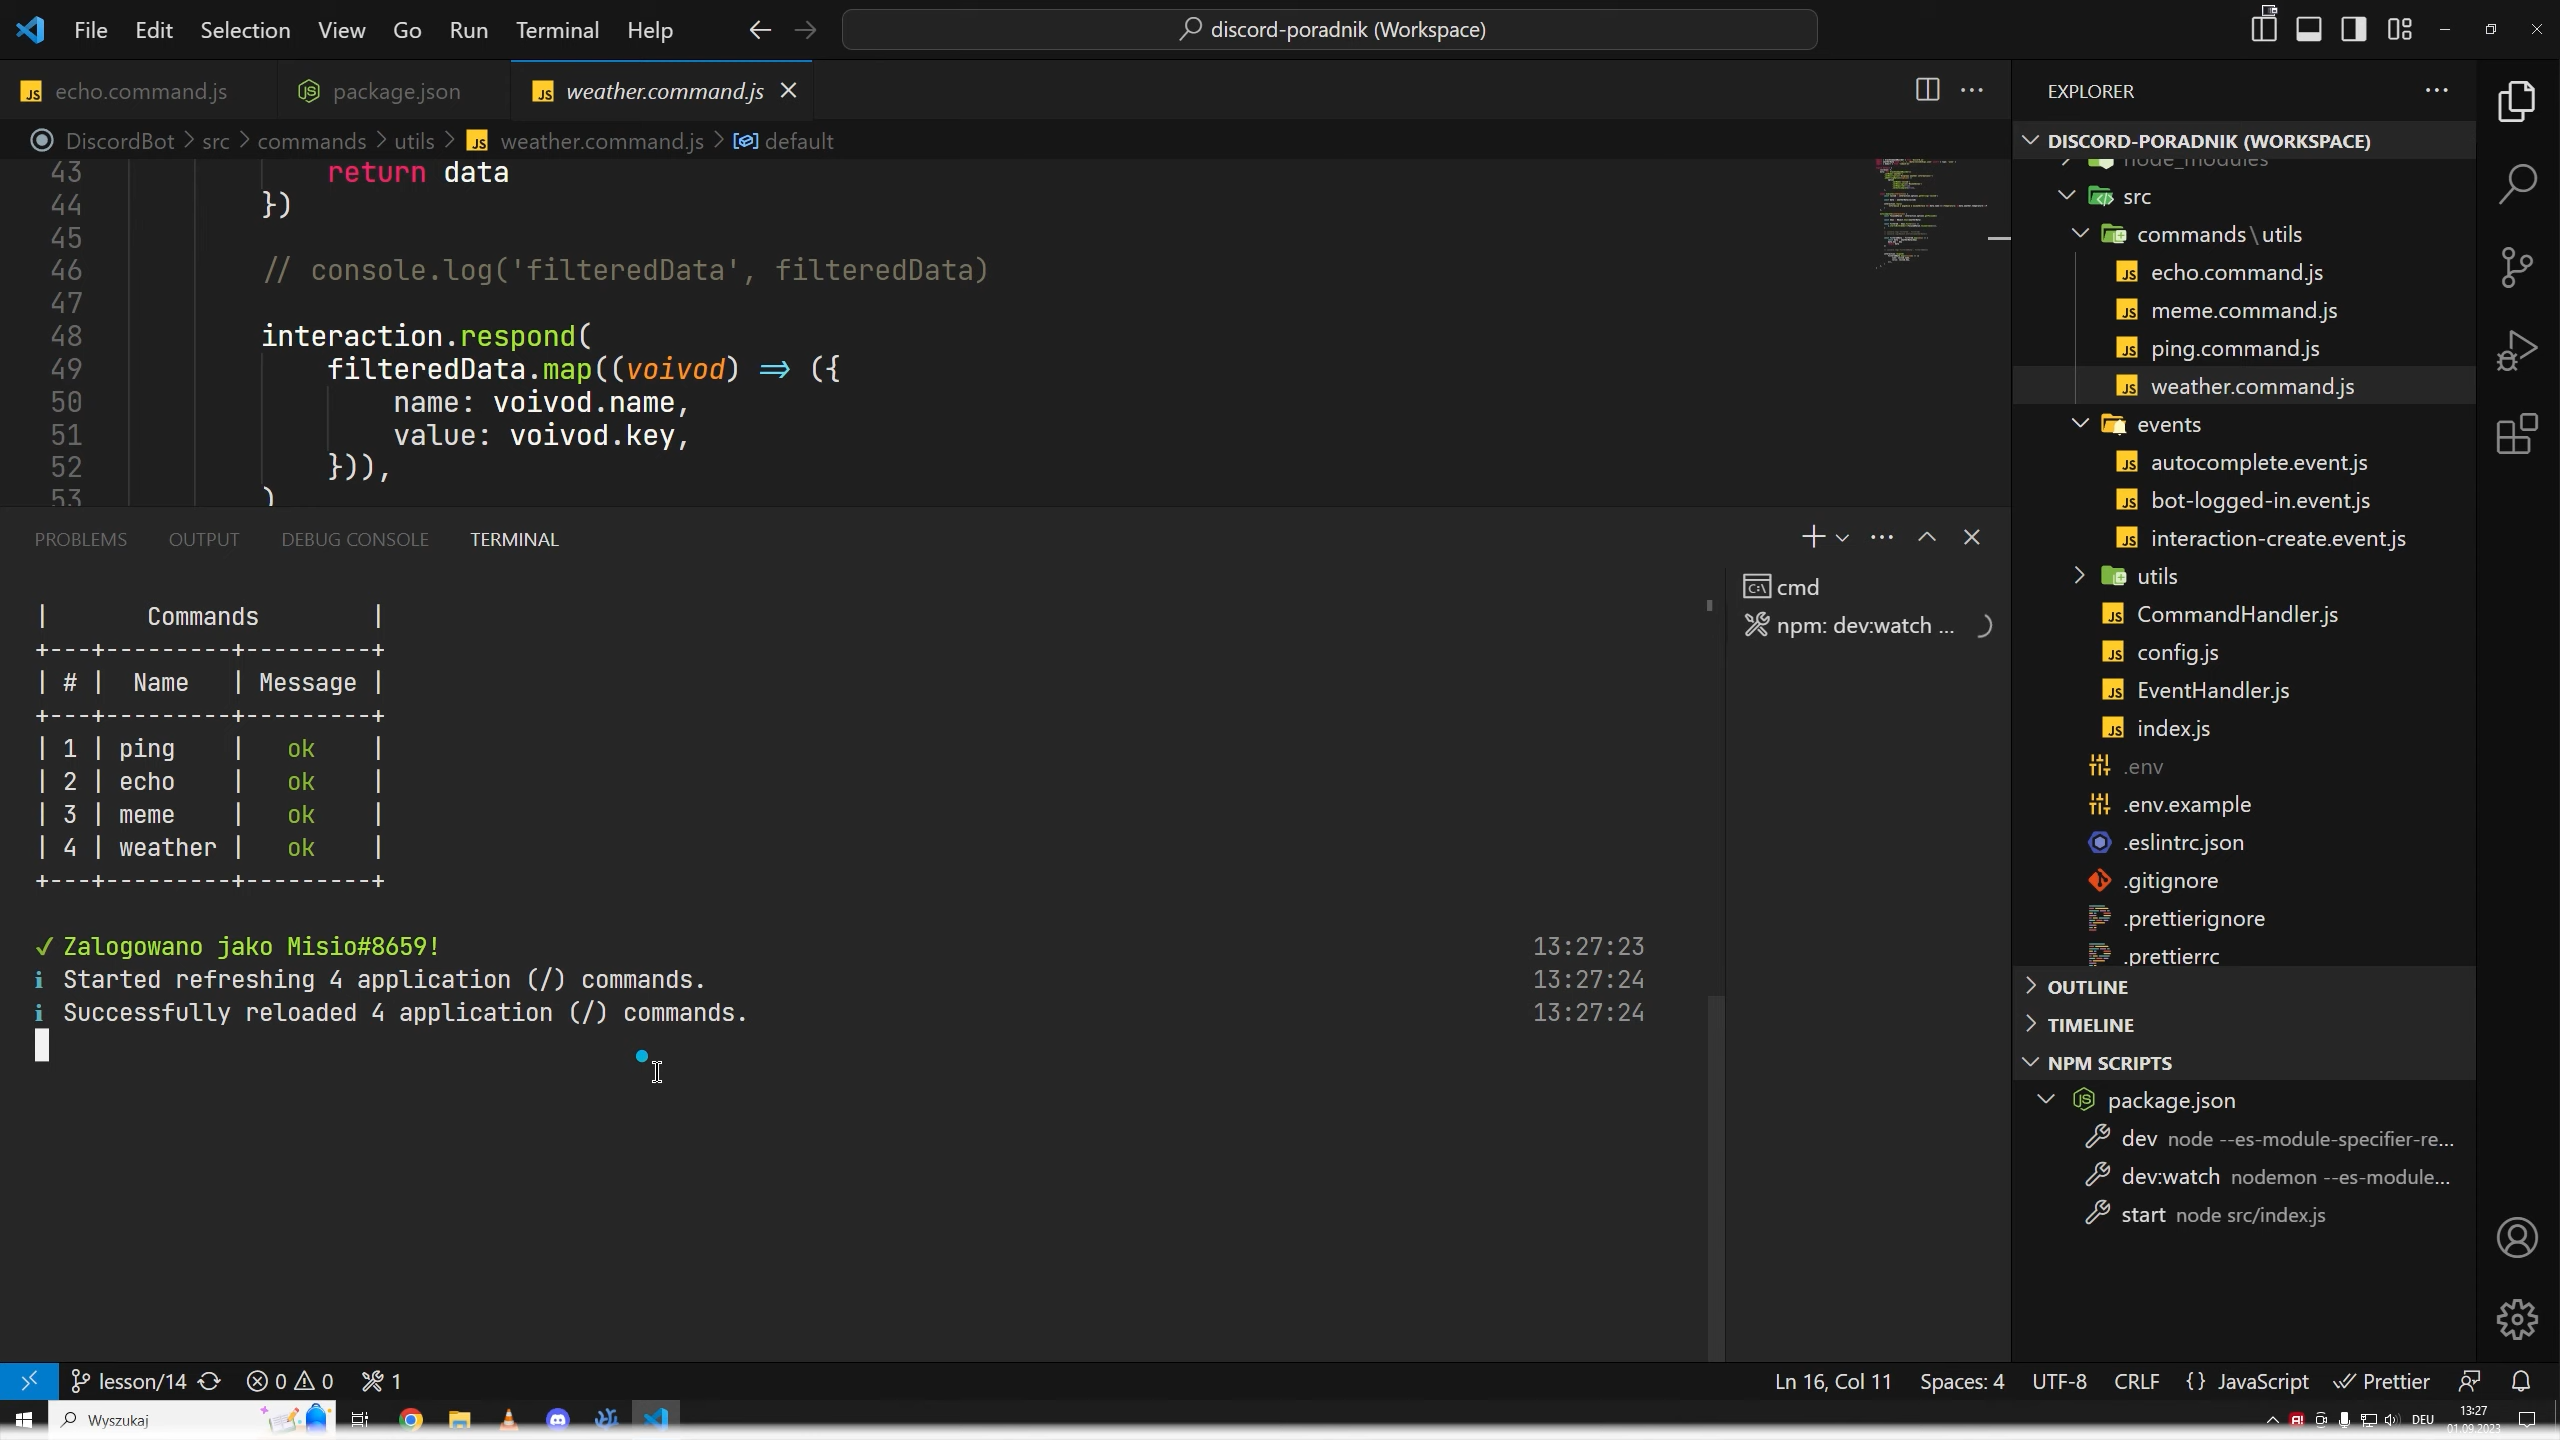 File Edit Selection View Go Run Terminal Help
discord-poradnik (Workspace)
echo.command.js
package.json
weather.command.js
DiscordBot > src > commands > utils > weather.command.js > default
43 return data
44 })
45
46 // console.log('filteredData', filteredData)
47
48 interaction.respond(
49 filteredData.map((voivod) => ({
50 name: voivod.name,
51 value: voivod.key,
52 })),
53 )
PROBLEMS OUTPUT DEBUG CONSOLE TERMINAL
| Commands |
+---+---------+---------+
| # | Name | Message |
+---+---------+---------+
| 1 | ping | ok |
| 2 | echo | ok |
| 3 | meme | ok |
| 4 | weather | ok |
+---+---------+---------+
✓ Zalogowano jako Misio#8659! 13:27:23
i Started refreshing 4 application (/) commands. 13:27:24
i Successfully reloaded 4 application (/) commands. 13:27:24
cmd
npm: dev:watch ...
EXPLORER
DISCORD-PORADNIK (WORKSPACE)
node_modules
src
commands\utils
echo.command.js
meme.command.js
ping.command.js
weather.command.js
events
autocomplete.event.js
bot-logged-in.event.js
interaction-create.event.js
utils
CommandHandler.js
config.js
EventHandler.js
index.js
.env
.env.example
.eslintrc.json
.gitignore
.prettierignore
.prettierrc
OUTLINE
TIMELINE
NPM SCRIPTS
package.json
dev node --es-module-specifier-re...
dev:watch nodemon --es-module...
start node src/index.js
lesson/14 0 0 1
Ln 16, Col 11 Spaces: 4 UTF-8 CRLF {} JavaScript Prettier
Wyszukaj
DEU
13:27
01.09.2023